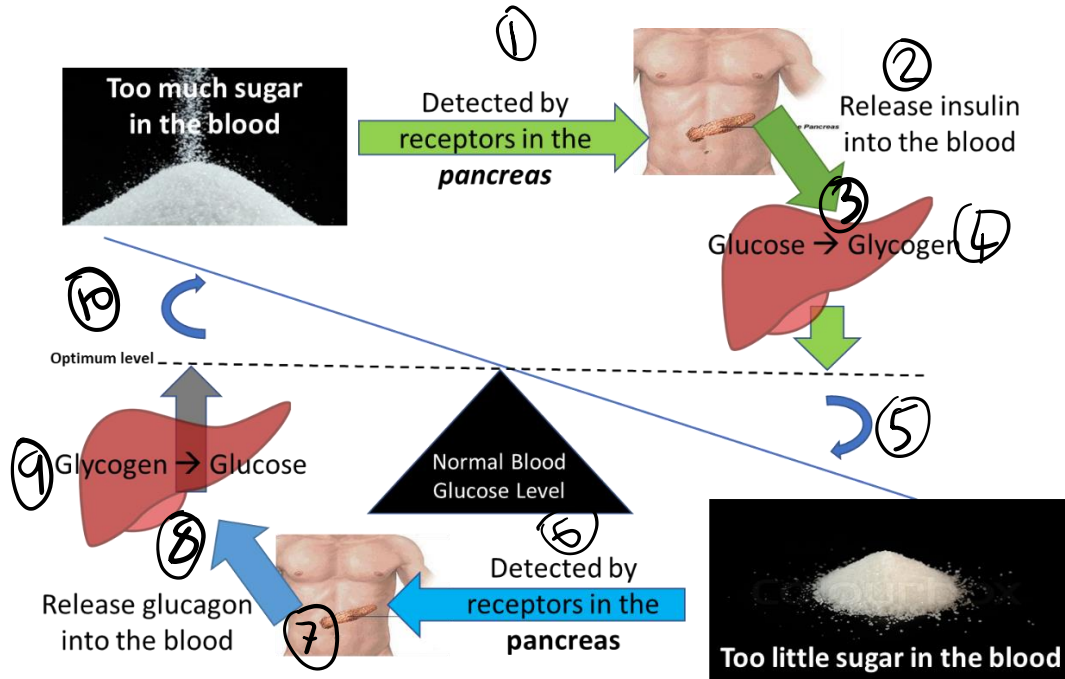 1
Too much sugar
in the blood
Detected by
receptors in the
pancreas
2
Release insulin
into the blood
Pancreas
3
Glucose → Glycogen
4
10
Optimum level
5
9
Glycogen → Glucose
Normal Blood
Glucose Level
6
8
Detected by
receptors in the
pancreas
Release glucagon
into the blood
7
Too little sugar in the blood